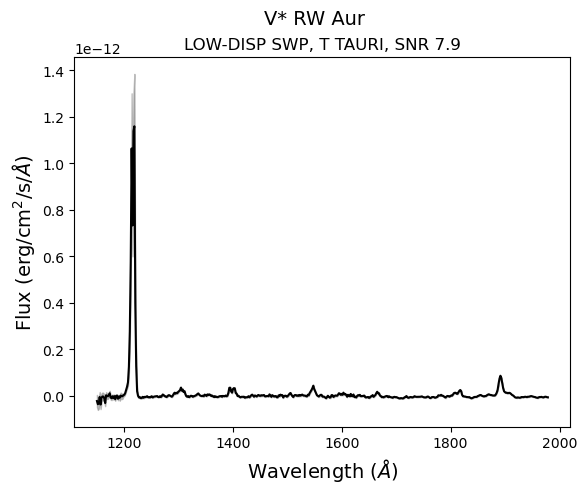 V* RW Aur
LOW-DISP SWP, T TAURI, SNR 7.9
1e−12
1.4
1.2
1.0
0.8
0.6
0.4
0.2
0.0
Flux (erg/cm²/s/Å)
1200 1400 1600 1800 2000
Wavelength (Å)